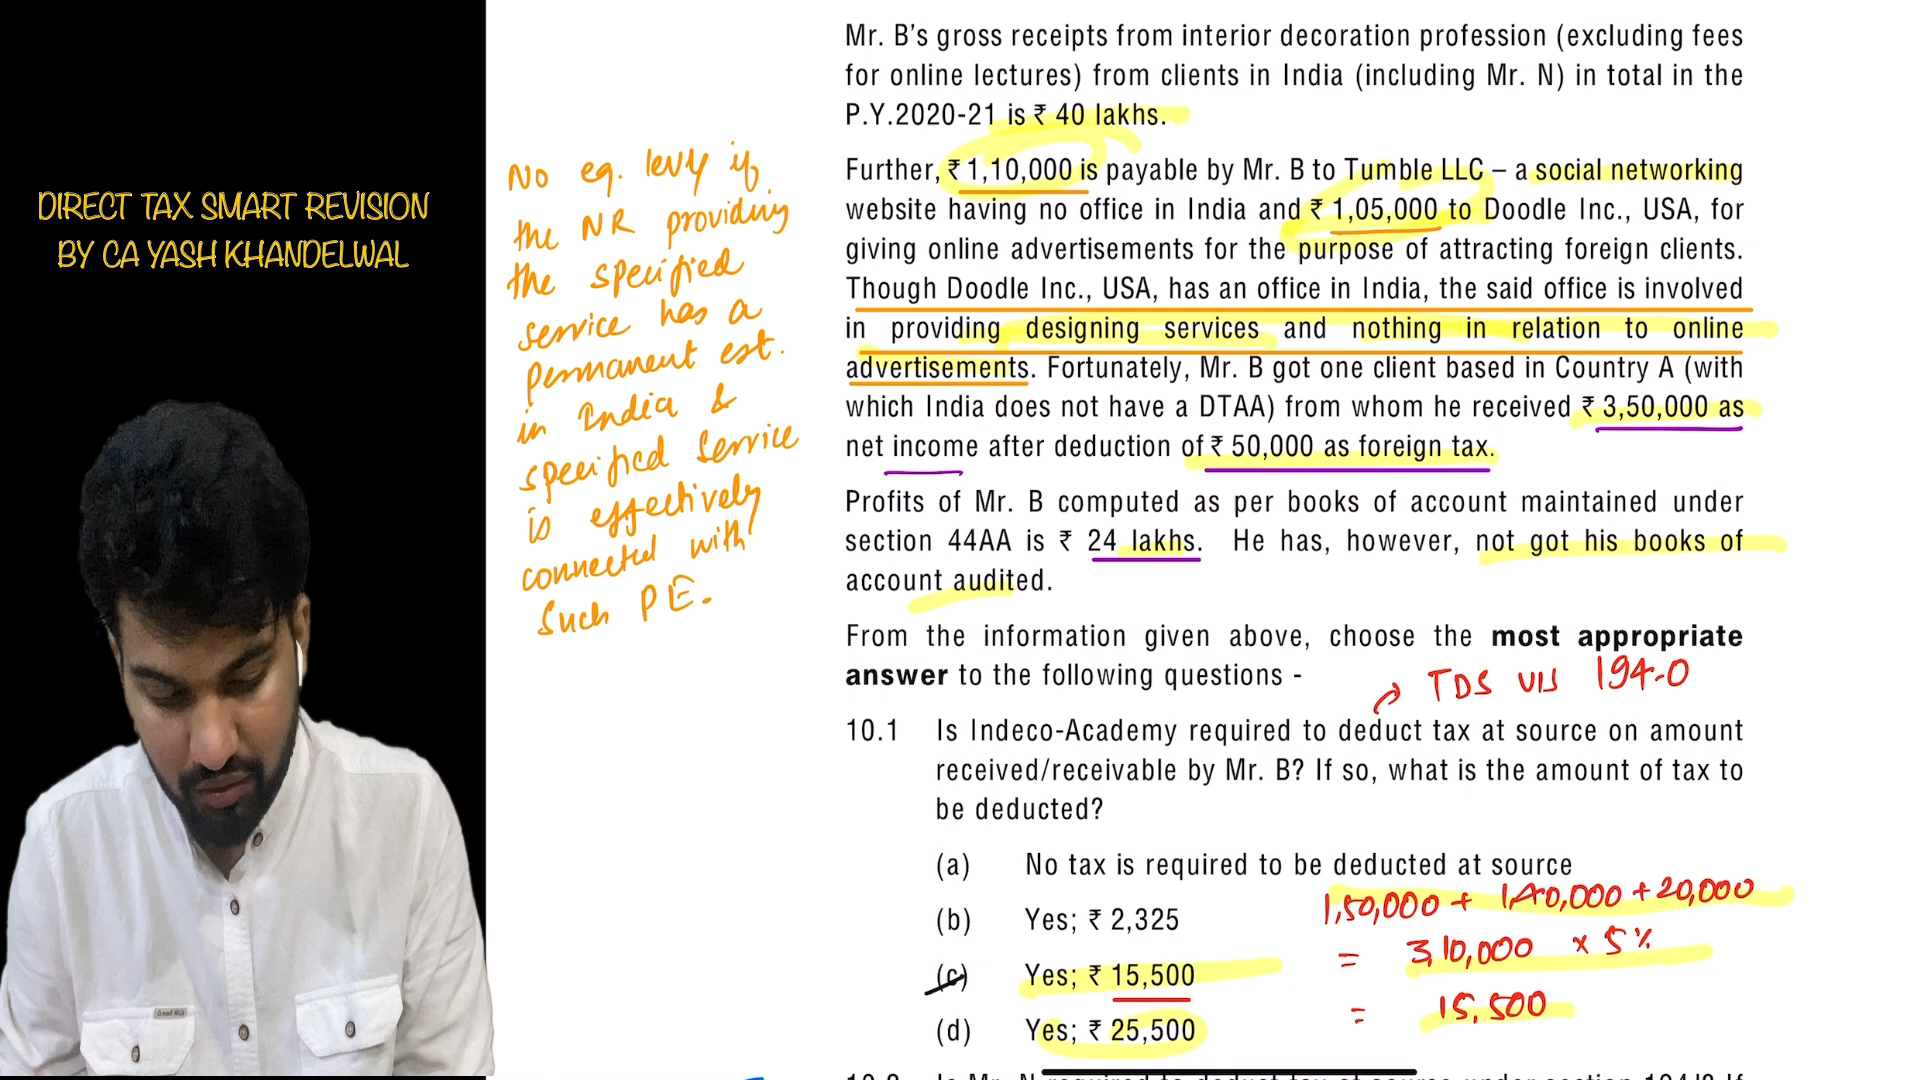 DIRECT TAX SMART REVISION
BY CA YASH KHANDELWAL
No eq. levy if
the NR providing
the specified
service has a
permanent est.
in India &
specified service
is effectively
connected with
such PE.
Mr. B's gross receipts from interior decoration profession (excluding fees
for online lectures) from clients in India (including Mr. N) in total in the
P.Y.2020-21 is ₹ 40 lakhs.
Further, ₹ 1,10,000 is payable by Mr. B to Tumble LLC – a social networking
website having no office in India and ₹ 1,05,000 to Doodle Inc., USA, for
giving online advertisements for the purpose of attracting foreign clients.
Though Doodle Inc., USA, has an office in India, the said office is involved
in providing designing services and nothing in relation to online
advertisements. Fortunately, Mr. B got one client based in Country A (with
which India does not have a DTAA) from whom he received ₹ 3,50,000 as
net income after deduction of ₹ 50,000 as foreign tax.
Profits of Mr. B computed as per books of account maintained under
section 44AA is ₹ 24 lakhs. He has, however, not got his books of
account audited.
From the information given above, choose the most appropriate
answer to the following questions -
TDS u/s 194-O
10.1 Is Indeco-Academy required to deduct tax at source on amount
received/receivable by Mr. B? If so, what is the amount of tax to
be deducted?
(a) No tax is required to be deducted at source
(b) Yes; ₹ 2,325
(c) Yes; ₹ 15,500
(d) Yes; ₹ 25,500
1,50,000 + 1,40,000 + 20,000
= 3,10,000 x 5%
= 15,500